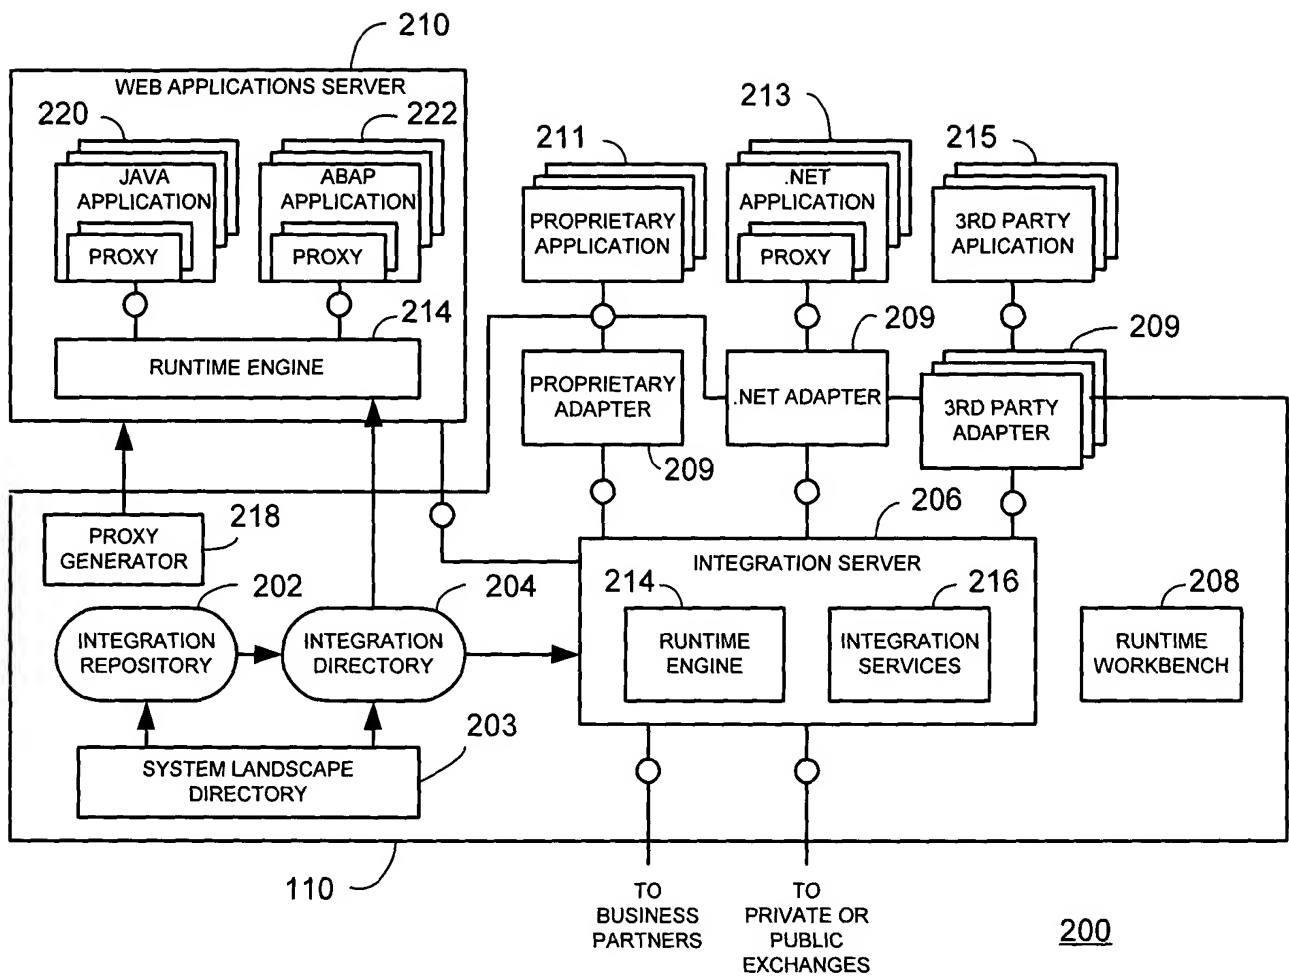 210
WEB APPLICATIONS SERVER
220
222
JAVA
APPLICATION
PROXY
ABAP
APPLICATION
PROXY
214
RUNTIME ENGINE
211
PROPRIETARY
APPLICATION
213
.NET
APPLICATION
PROXY
215
3RD PARTY
APLICATION
209
209
PROPRIETARY
ADAPTER
.NET ADAPTER
3RD PARTY
ADAPTER
209
218
PROXY
GENERATOR
206
INTEGRATION SERVER
202
204
214
216
208
INTEGRATION
REPOSITORY
INTEGRATION
DIRECTORY
RUNTIME
ENGINE
INTEGRATION
SERVICES
RUNTIME
WORKBENCH
203
SYSTEM LANDSCAPE
DIRECTORY
110
TO
BUSINESS
PARTNERS
TO
PRIVATE OR
PUBLIC
EXCHANGES
200